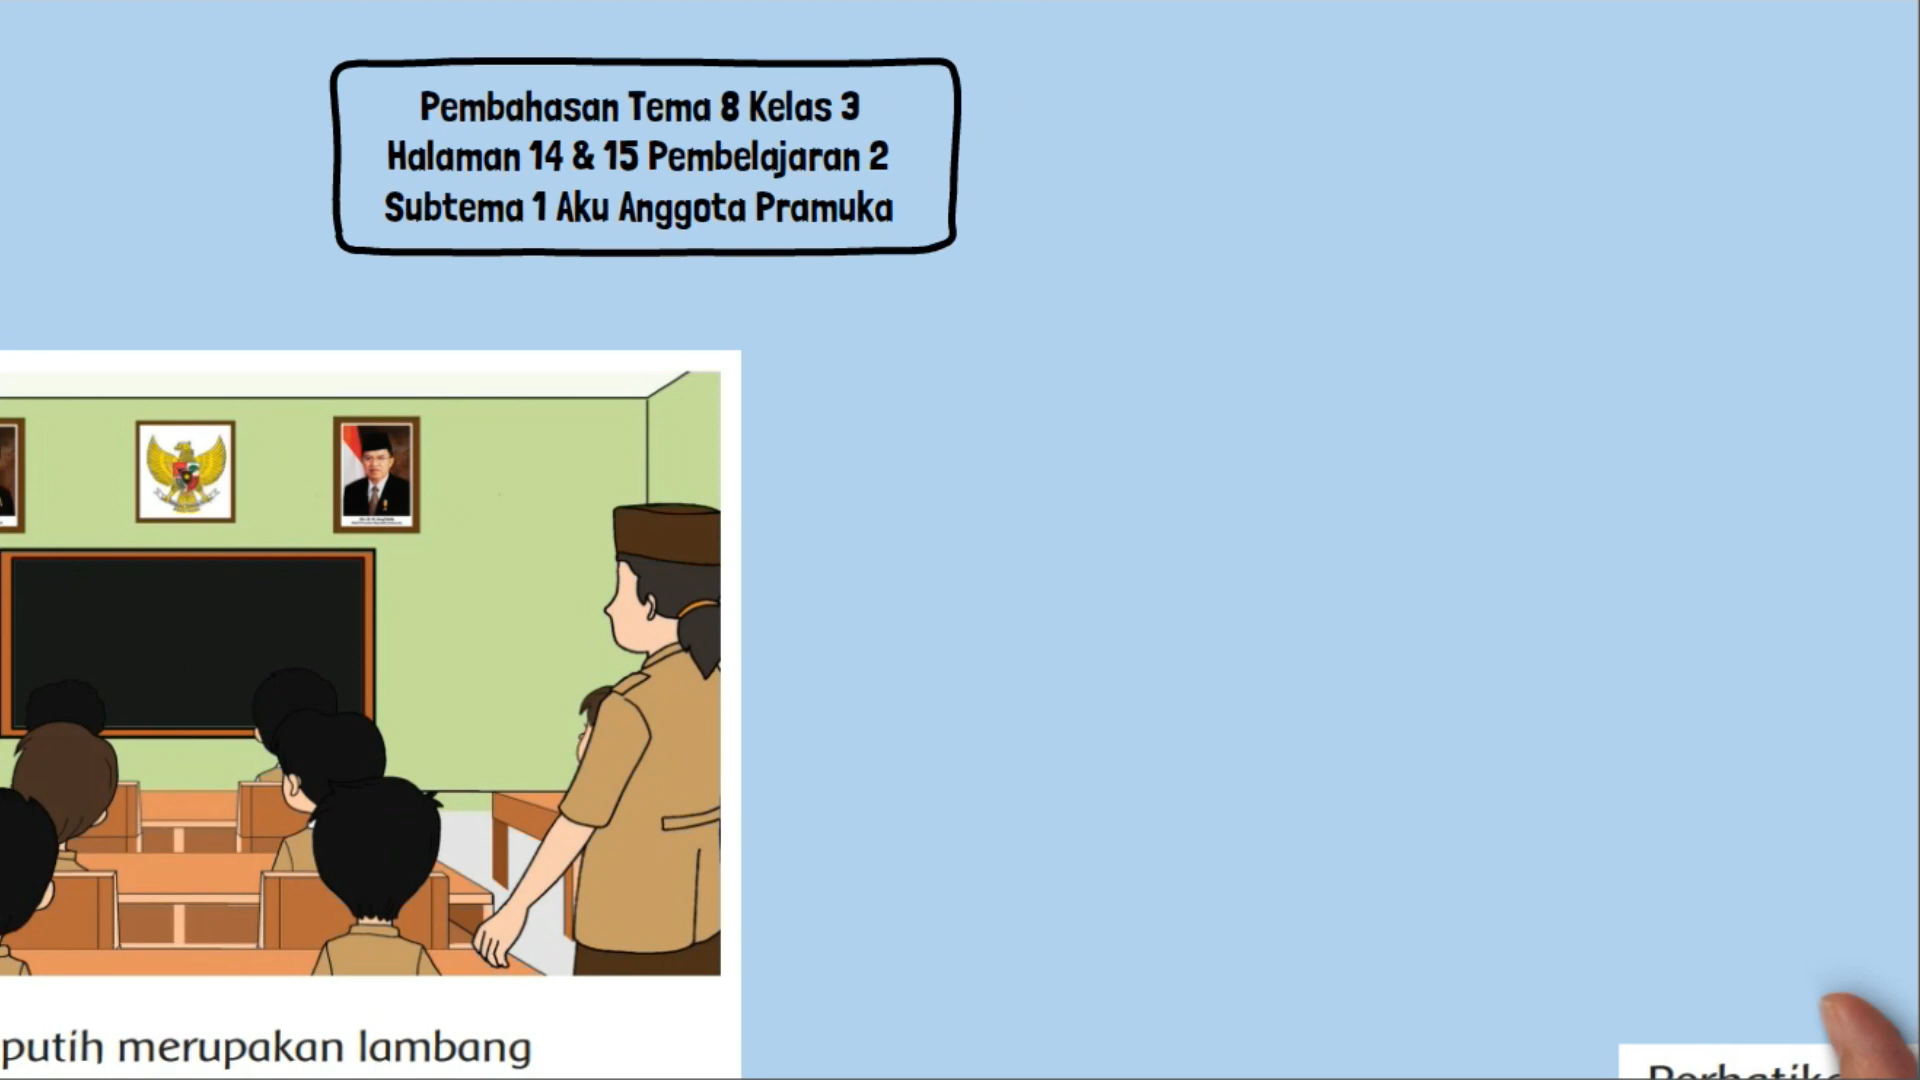 Pembahasan Tema 8 Kelas 3
Halaman 14 & 15 Pembelajaran 2
Subtema 1 Aku Anggota Pramuka
putih merupakan lambang